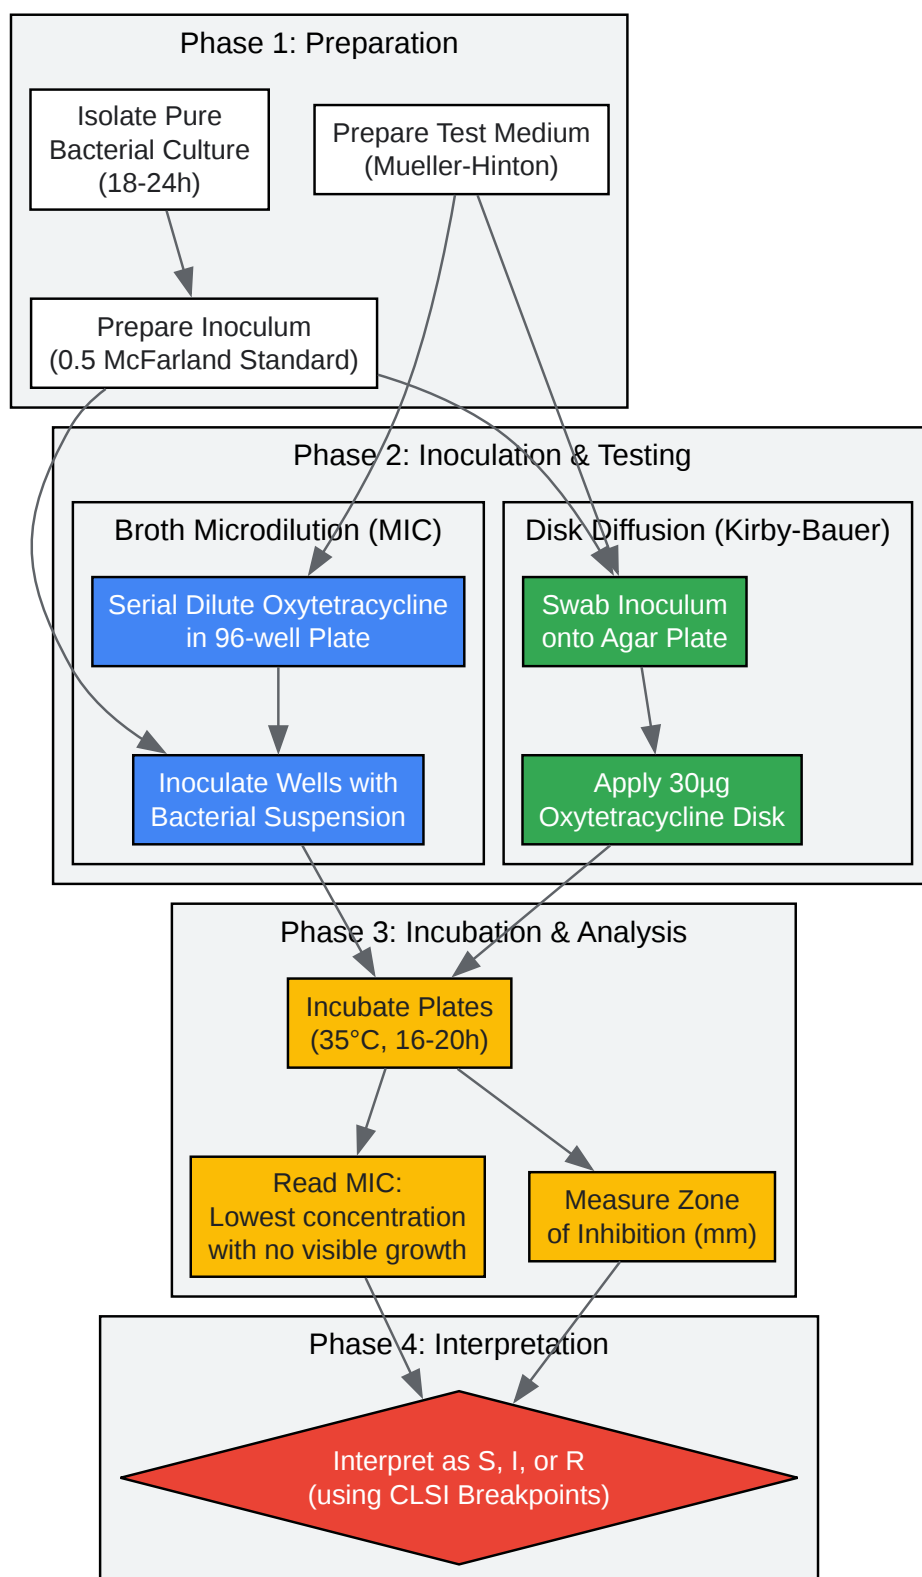 Phase 1: Preparation
Isolate Pure
Bacterial Culture
(18-24h)
Prepare Test Medium
(Mueller-Hinton)
Prepare Inoculum
(0.5 McFarland Standard)
Phase 2: Inoculation & Testing
Broth Microdilution (MIC)
Serial Dilute Oxytetracycline
in 96-well Plate
Inoculate Wells with
Bacterial Suspension
Disk Diffusion (Kirby-Bauer)
Swab Inoculum
onto Agar Plate
Apply 30µg
Oxytetracycline Disk
Phase 3: Incubation & Analysis
Incubate Plates
(35°C, 16-20h)
Read MIC:
Lowest concentration
with no visible growth
Measure Zone
of Inhibition (mm)
Phase 4: Interpretation
Interpret as S, I, or R
(using CLSI Breakpoints)